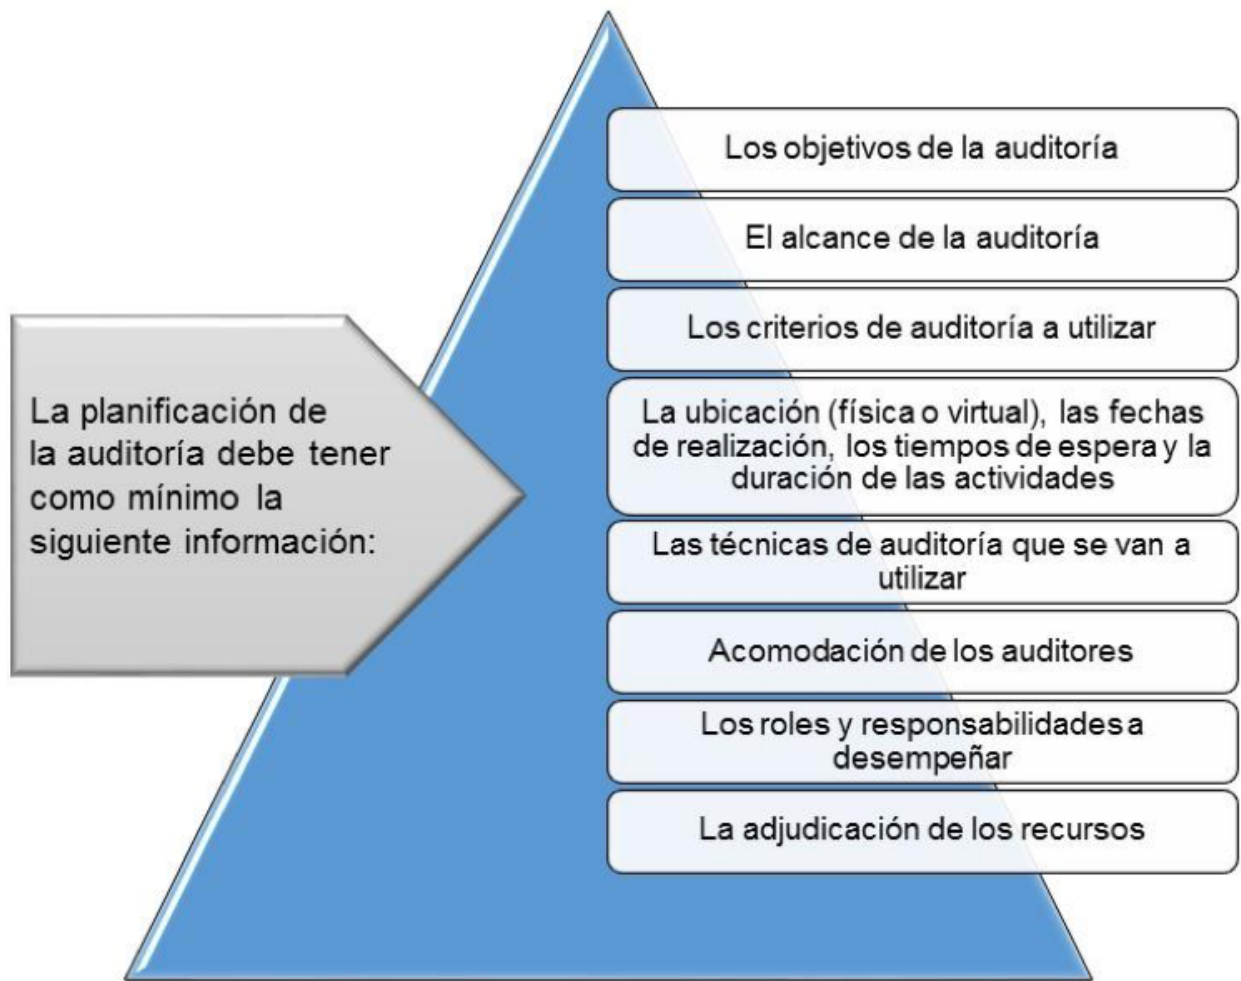 La planificación de
la auditoría debe tener
como mínimo la
siguiente información:
Los objetivos de la auditoría
El alcance de la auditoría
Los criterios de auditoría a utilizar
La ubicación (física o virtual), las fechas
de realización, los tiempos de espera y la
duración de las actividades
Las técnicas de auditoría que se van a
utilizar
Acomodación de los auditores
Los roles y responsabilidades a
desempeñar
La adjudicación de los recursos